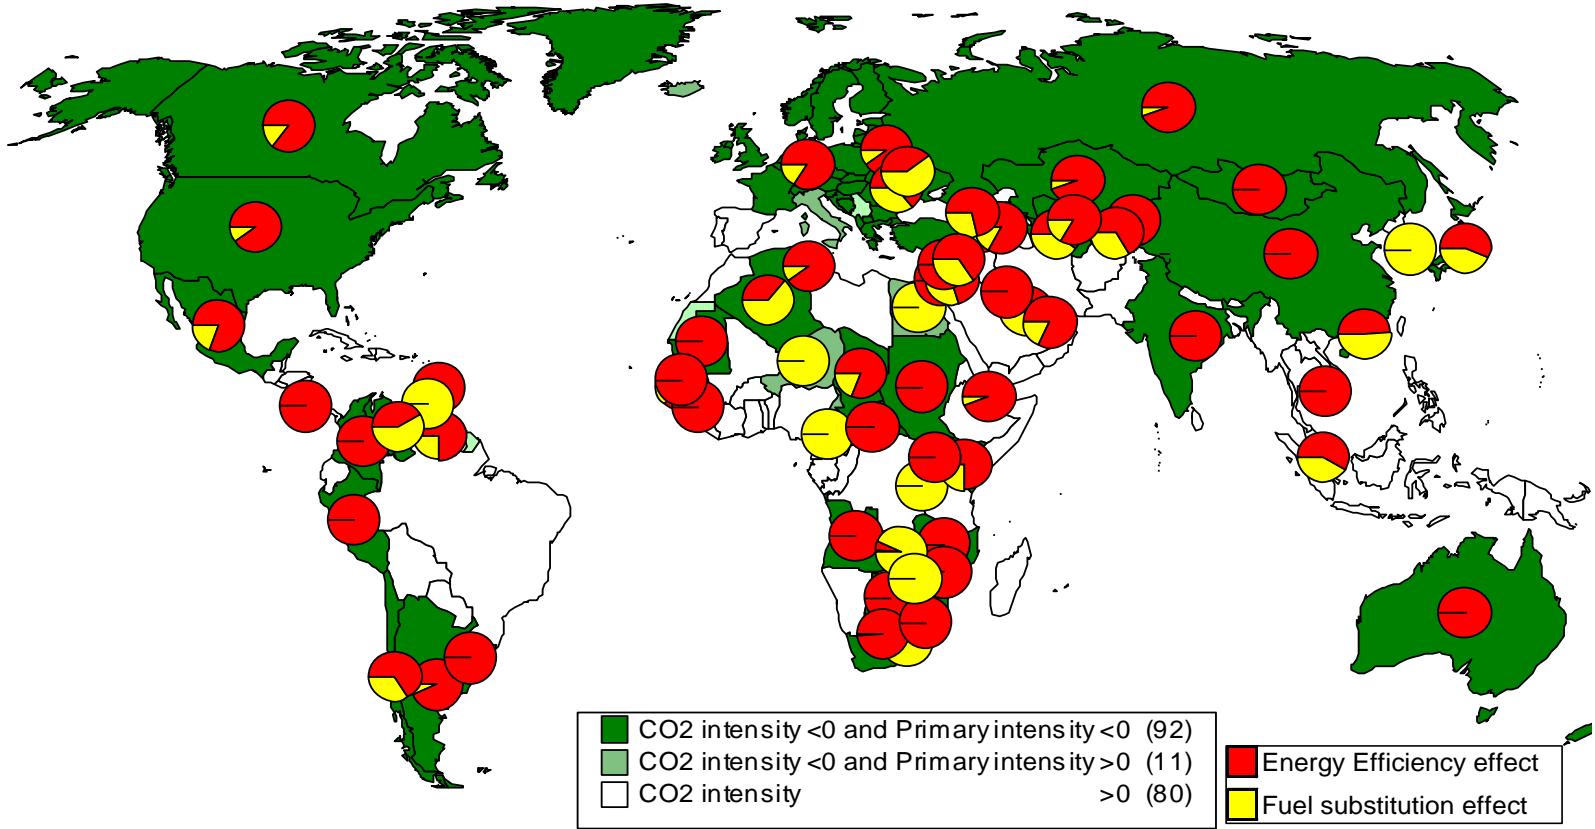 CO2 intensity <0 and Primary intensity <0 (92)
CO2 intensity <0 and Primary intensity >0 (11)
CO2 intensity >0 (80)
Energy Efficiency effect
Fuel substitution effect